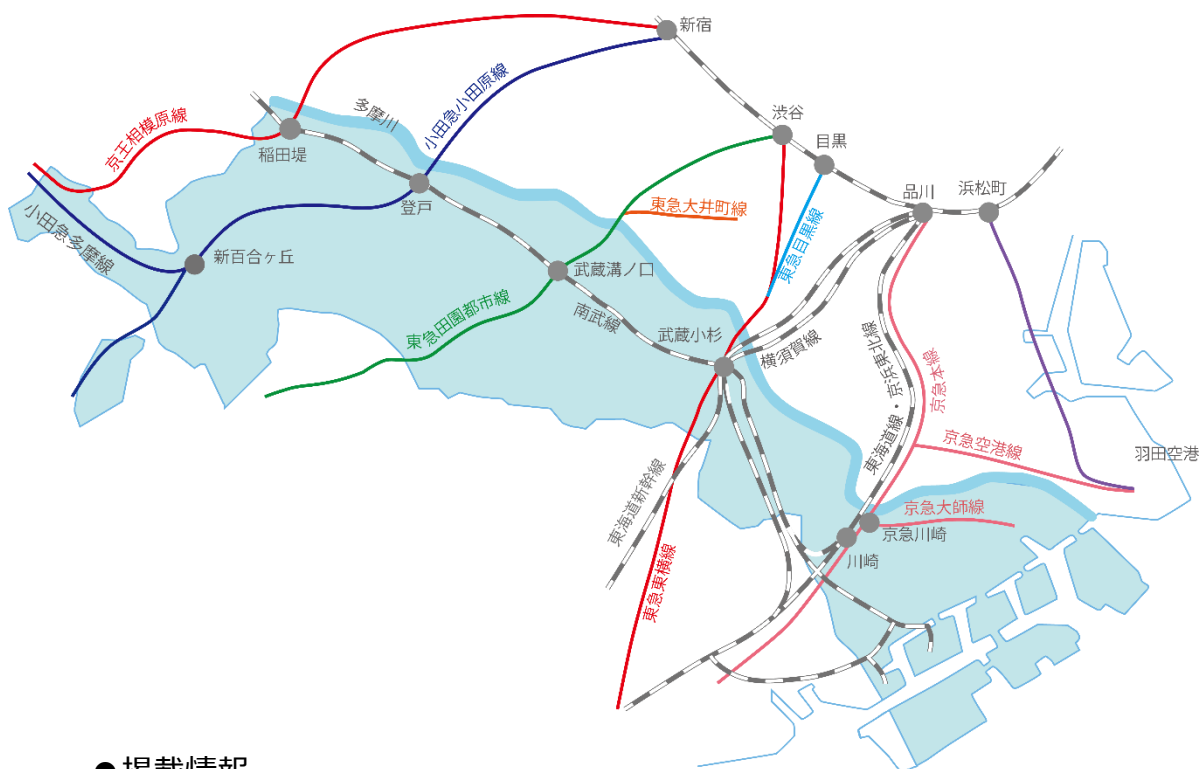 新宿
多摩川
小田急小田原線
渋谷
目黒
京王相模原線
稲田堤
品川
浜松町
登戸
東急大井町線
小田急多摩線
新百合ヶ丘
東急目黒線
武蔵溝ノ口
東急田園都市線
南武線
武蔵小杉
横須賀線
東海道線・京浜東北線
京急本線
京急空港線
羽田空港
東海道新幹線
京急大師線
京急川崎
川崎
東急東横線
●掲載情報